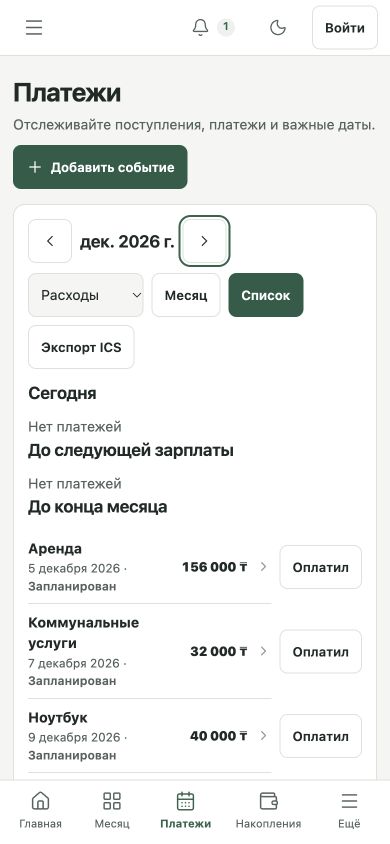 1
Войти
Платежи
Отслеживайте поступления, платежи и важные даты.
Добавить событие
дек. 2026 г.
Расходы
Месяц
Список
Экспорт ICS
Сегодня
Нет платежей
До следующей зарплаты
Нет платежей
До конца месяца
Аренда
5 декабря 2026 ·
Запланирован
156 000 ₸
Оплатил
Коммунальные
услуги
7 декабря 2026 ·
Запланирован
32 000 ₸
Оплатил
Ноутбук
9 декабря 2026 ·
Запланирован
40 000 ₸
Оплатил
Главная
Месяц
Платежи
Накопления
Ещё